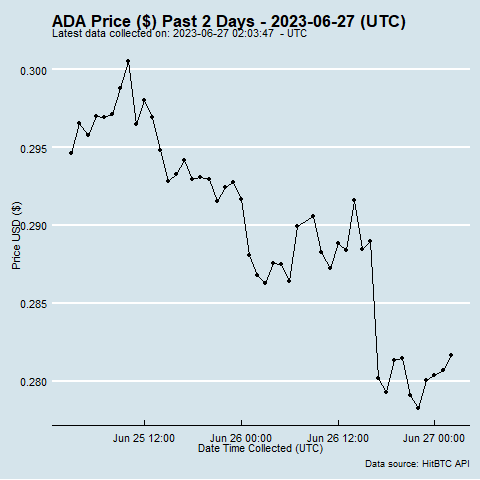 ADA Price ($) Past 2 Days - 2023-06-27 (UTC)
Latest data collected on: 2023-06-27 02:03:47  - UTC
0.300
0.295
0.290
0.285
0.280
Price USD ($)
Jun 25 12:00
Jun 26 00:00
Jun 26 12:00
Jun 27 00:00
Date Time Collected (UTC)
Data source: HitBTC API